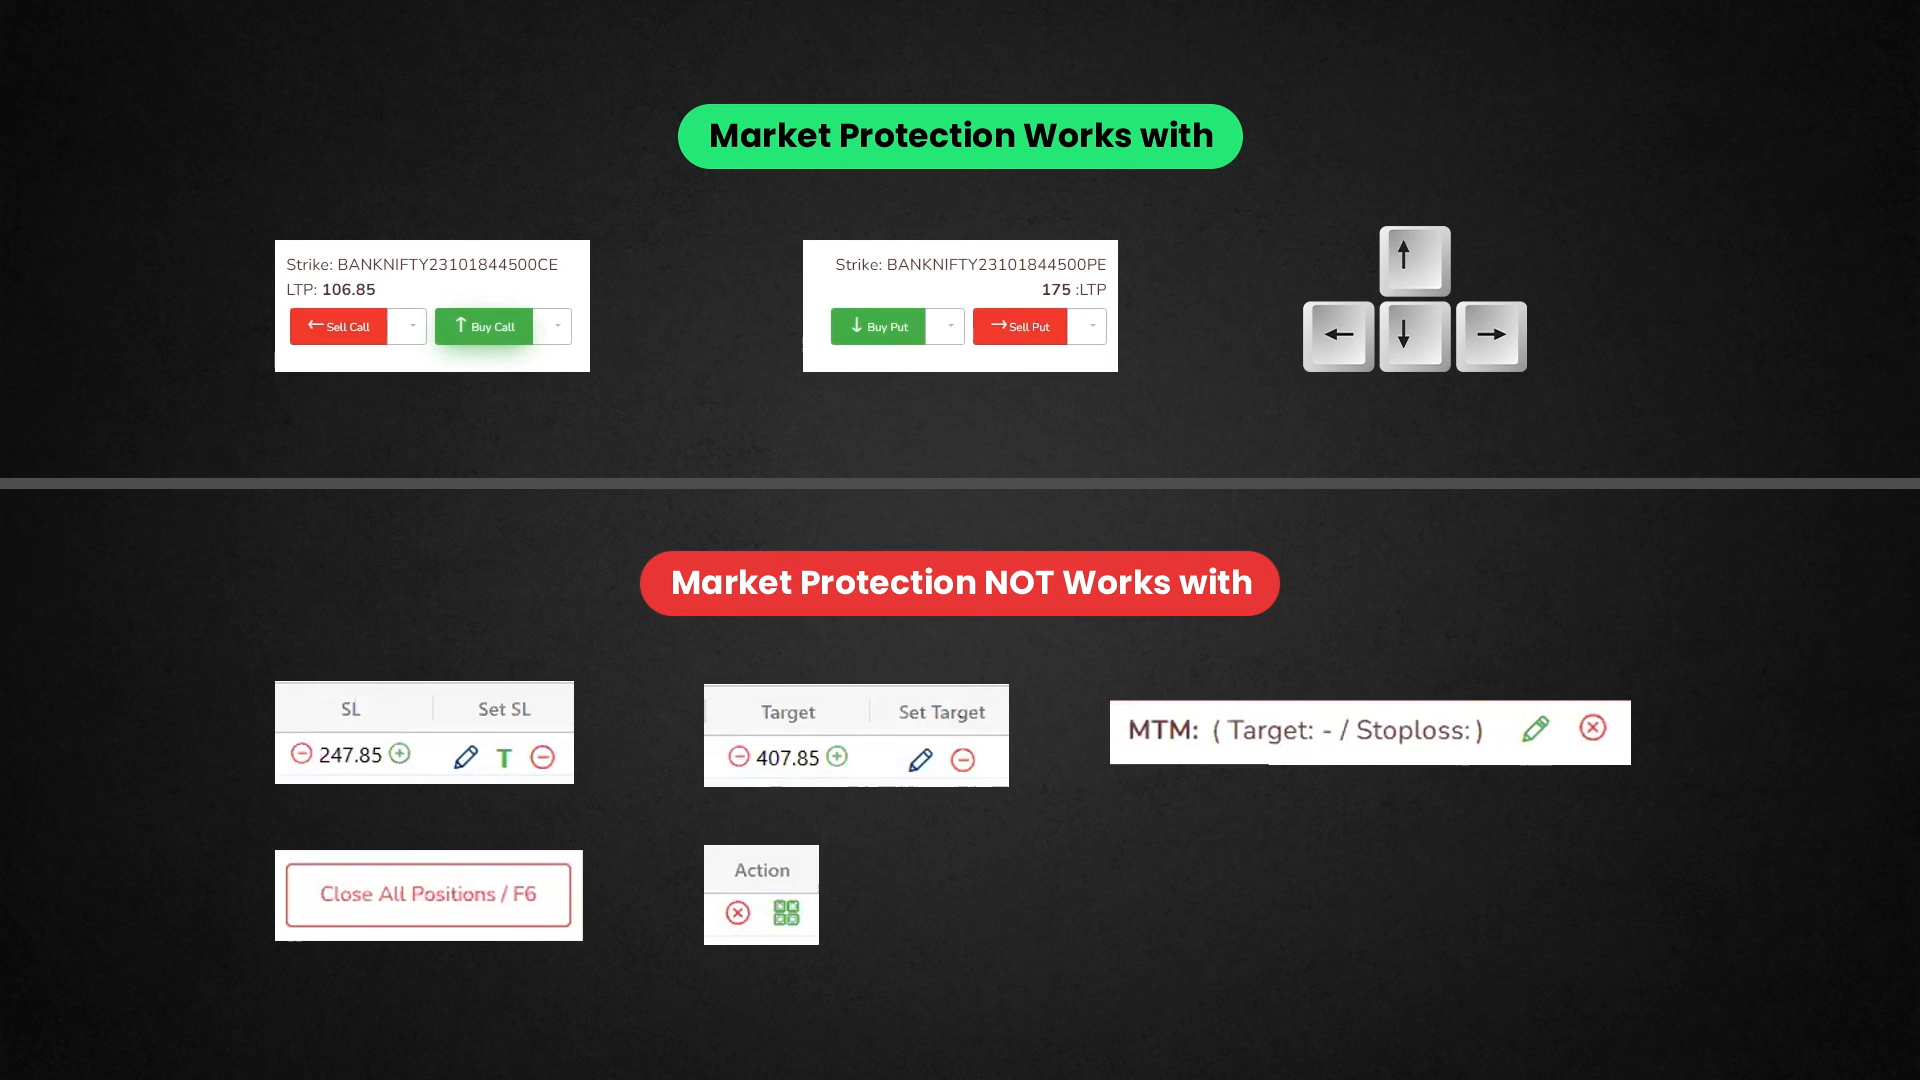 Market Protection Works with
Strike: BANKNIFTY23101844500CE
LTP: 106.85
←Sell Call
↑ Buy Call
Strike: BANKNIFTY23101844500PE
175 :LTP
↓ Buy Put
→Sell Put
↑
← ↓ →
Market Protection NOT Works with
SL Set SL
247.85 T
Target Set Target
407.85
MTM: ( Target: - / Stoploss: )
Close All Positions / F6
Action